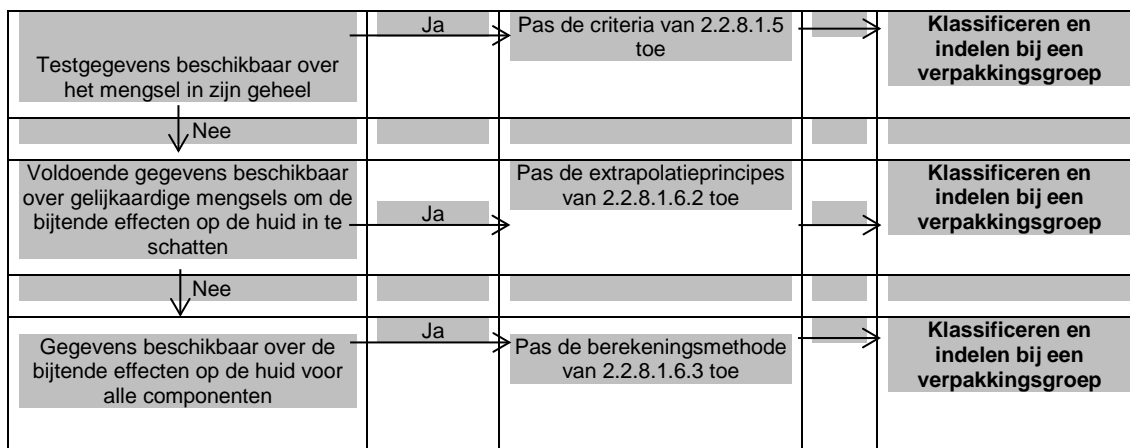 Testgegevens beschikbaar over
het mengsel in zijn geheel
Ja
Pas de criteria van 2.2.8.1.5
toe
Klassificeren en
indelen bij een
verpakkingsgroep
Nee
Voldoende gegevens beschikbaar
over gelijkaardige mengsels om de
bijtende effecten op de huid in te
schatten
Ja
Pas de extrapolatieprincipes
van 2.2.8.1.6.2 toe
Klassificeren en
indelen bij een
verpakkingsgroep
Nee
Gegevens beschikbaar over de
bijtende effecten op de huid voor
alle componenten
Ja
Pas de berekeningsmethode
van 2.2.8.1.6.3 toe
Klassificeren en
indelen bij een
verpakkingsgroep